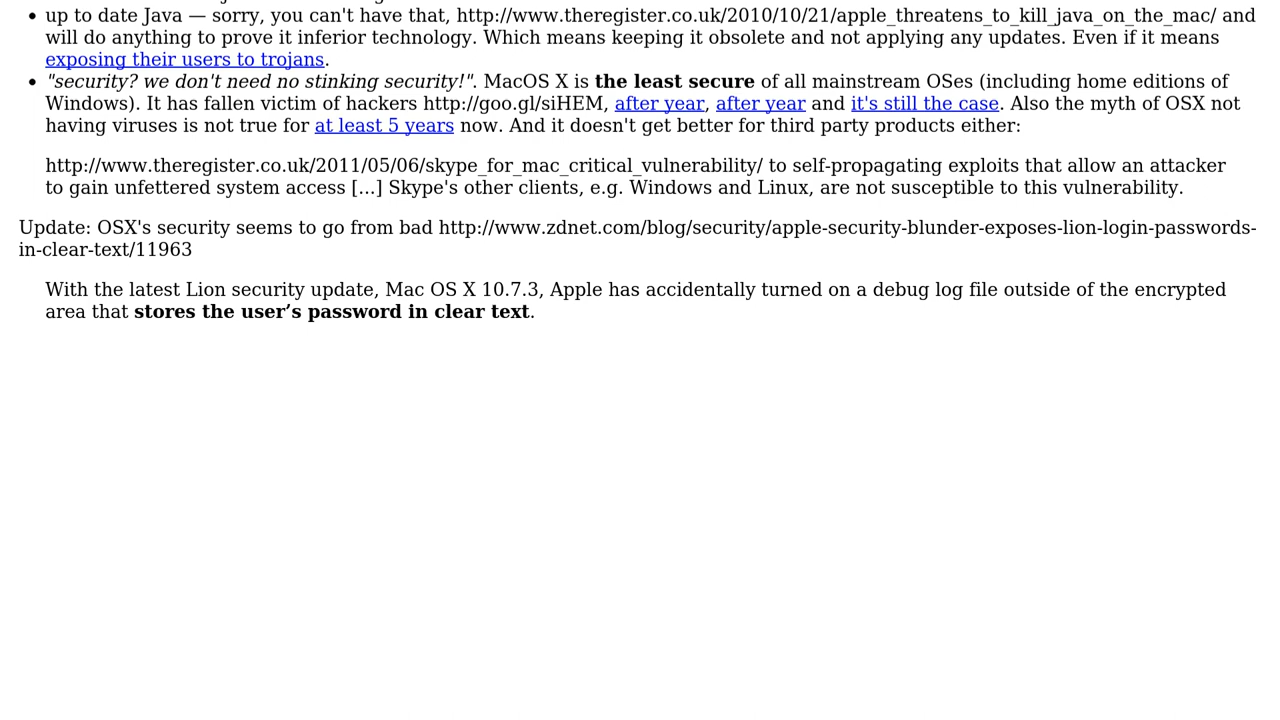 up to date Java — sorry, you can't have that, http://www.theregister.co.uk/2010/10/21/apple_threatens_to_kill_java_on_the_mac/ and
will do anything to prove it inferior technology. Which means keeping it obsolete and not applying any updates. Even if it means
exposing their users to trojans.
"security? we don't need no stinking security!". MacOS X is the least secure of all mainstream OSes (including home editions of
Windows). It has fallen victim of hackers http://goo.gl/siHEM, after year, after year and it's still the case. Also the myth of OSX not
having viruses is not true for at least 5 years now. And it doesn't get better for third party products either:
http://www.theregister.co.uk/2011/05/06/skype_for_mac_critical_vulnerability/ to self-propagating exploits that allow an attacker
to gain unfettered system access [...] Skype's other clients, e.g. Windows and Linux, are not susceptible to this vulnerability.
Update: OSX's security seems to go from bad http://www.zdnet.com/blog/security/apple-security-blunder-exposes-lion-login-passwords-
in-clear-text/11963
With the latest Lion security update, Mac OS X 10.7.3, Apple has accidentally turned on a debug log file outside of the encrypted
area that stores the user’s password in clear text.